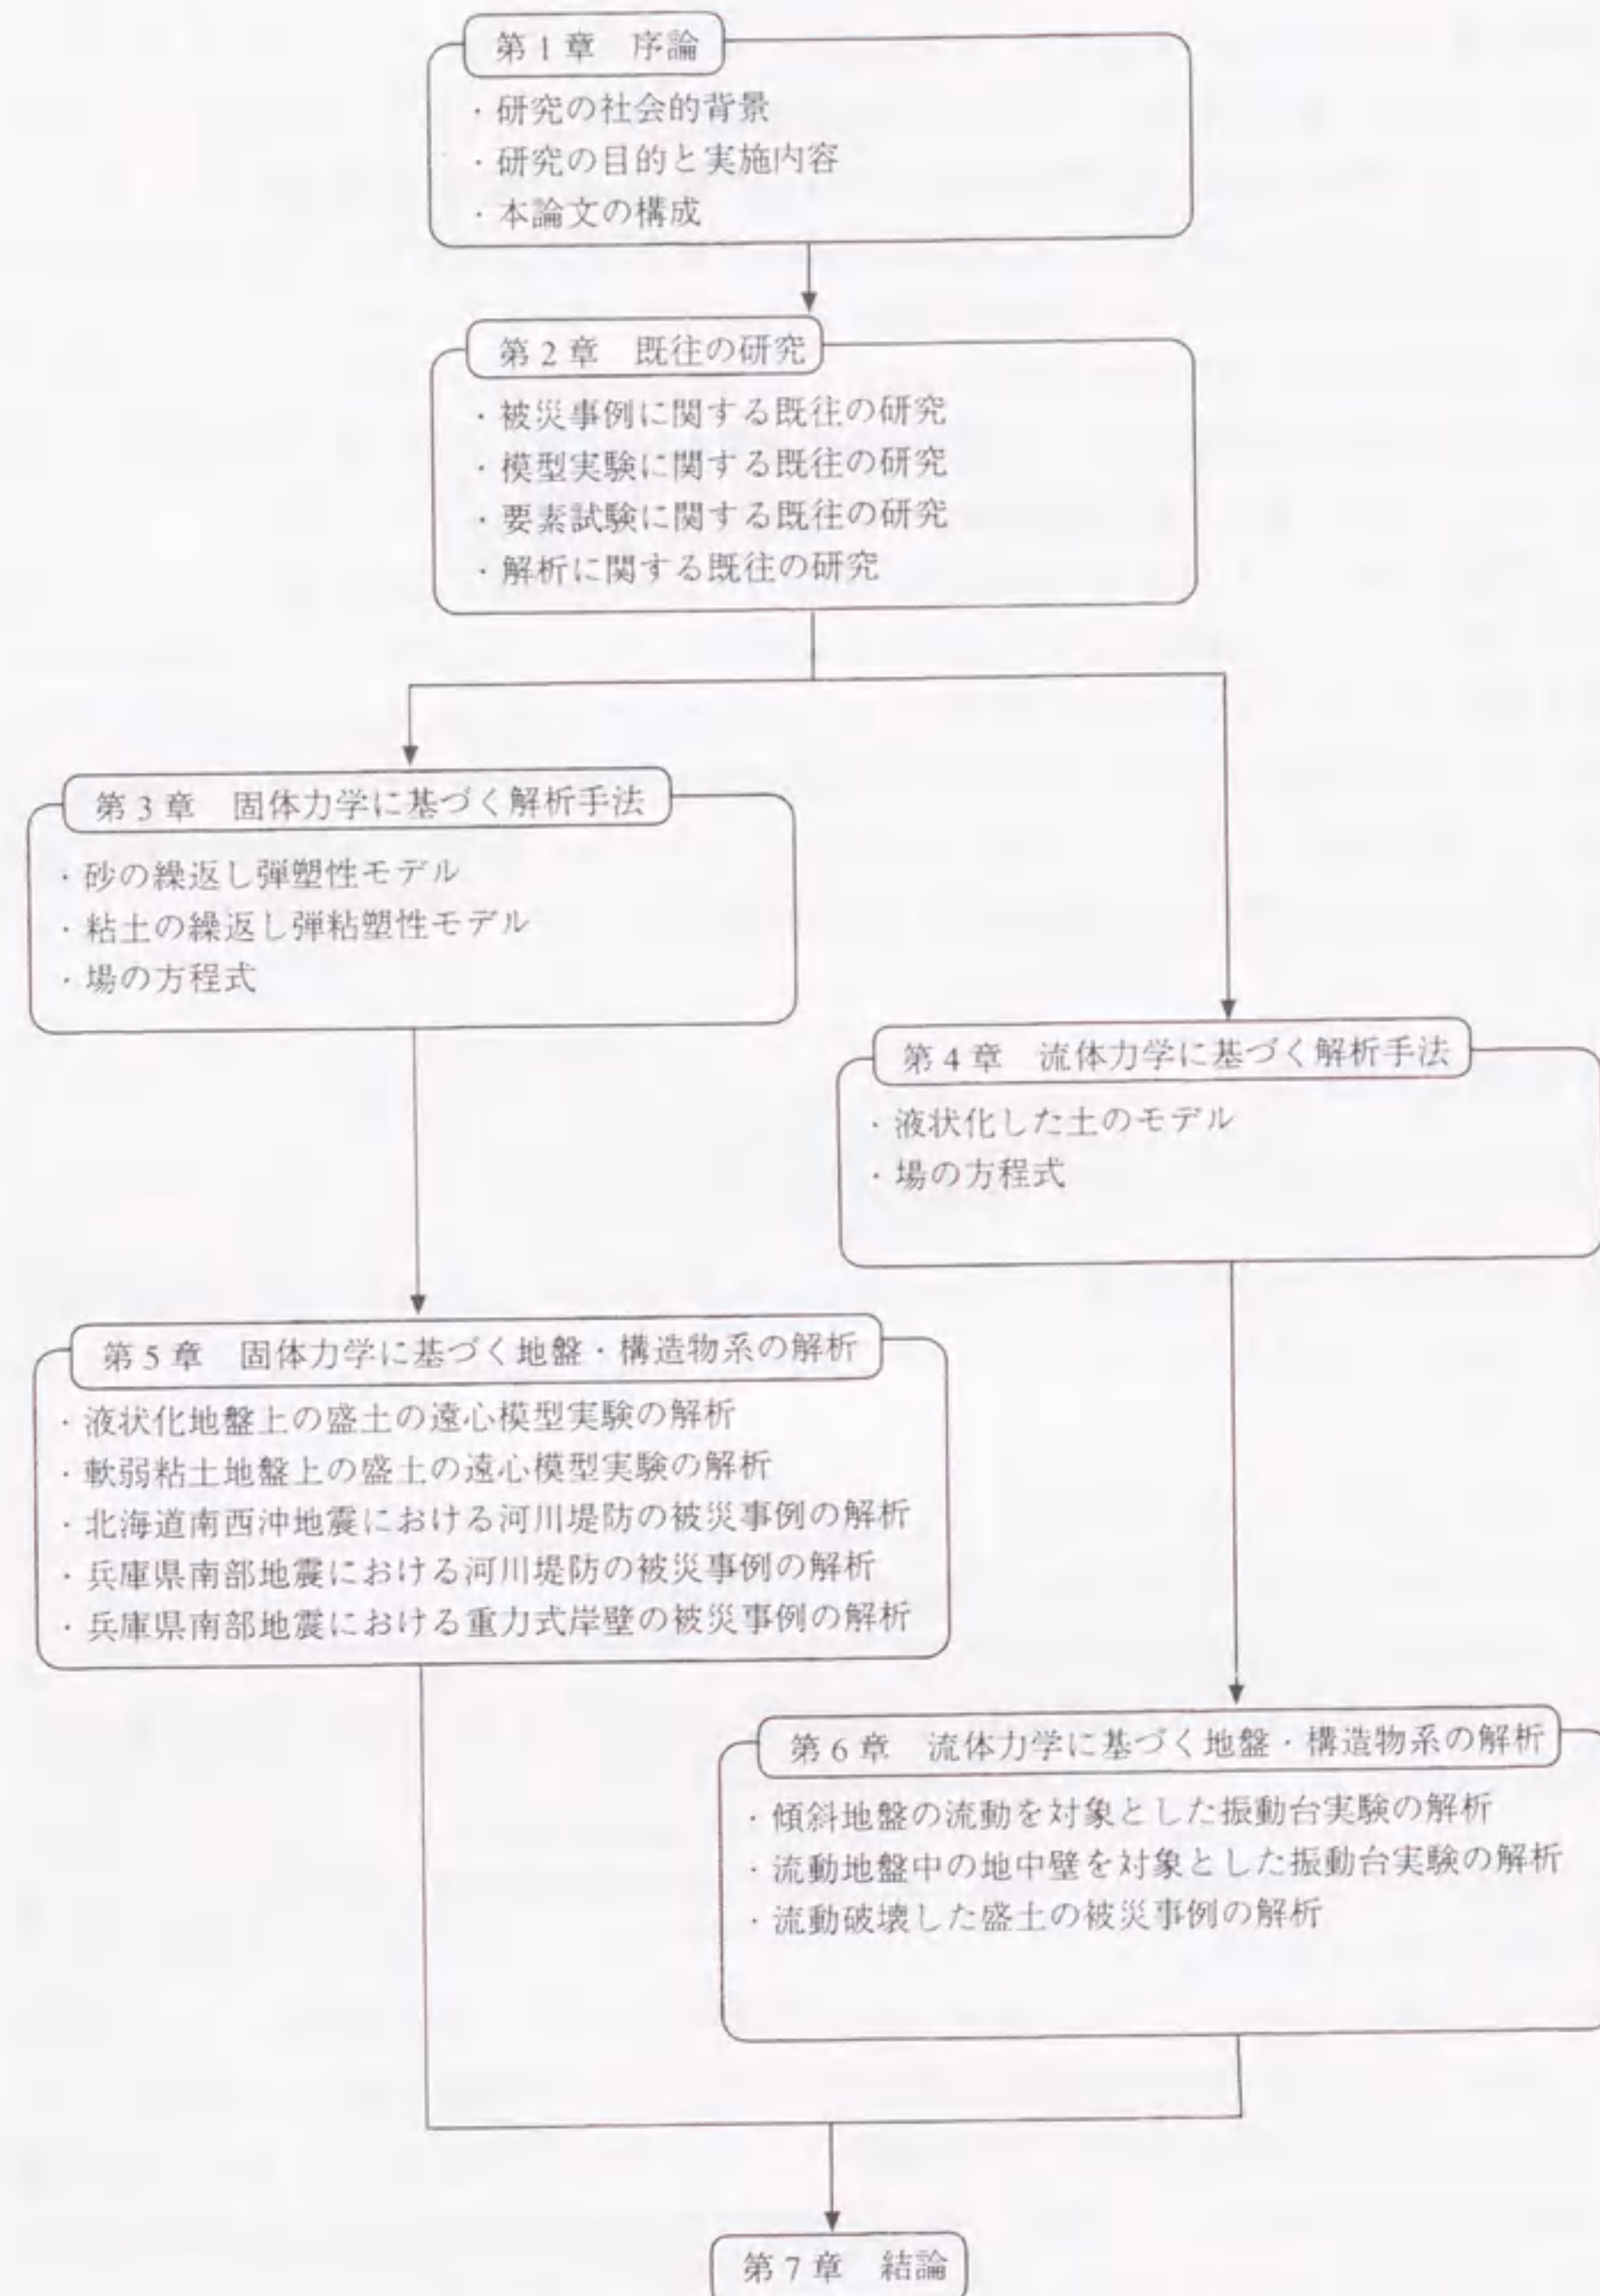 第1章 序論
・研究の社会的背景
・研究の目的と実施内容
・本論文の構成
第2章 既往の研究
・被災事例に関する既往の研究
・模型実験に関する既往の研究
・要素試験に関する既往の研究
・解析に関する既往の研究
第3章 固体力学に基づく解析手法
・砂の繰返し弾塑性モデル
・粘土の繰返し弾粘塑性モデル
・場の方程式
第4章 流体力学に基づく解析手法
・液状化した土のモデル
・場の方程式
第5章 固体力学に基づく地盤・構造物系の解析
・液状化地盤上の盛土の遠心模型実験の解析
・軟弱粘土地盤上の盛土の遠心模型実験の解析
・北海道南西沖地震における河川堤防の被災事例の解析
・兵庫県南部地震における河川堤防の被災事例の解析
・兵庫県南部地震における重力式岸壁の被災事例の解析
第6章 流体力学に基づく地盤・構造物系の解析
・傾斜地盤の流動を対象とした振動台実験の解析
・流動地盤中の地中壁を対象とした振動台実験の解析
・流動破壊した盛土の被災事例の解析
第7章 結論